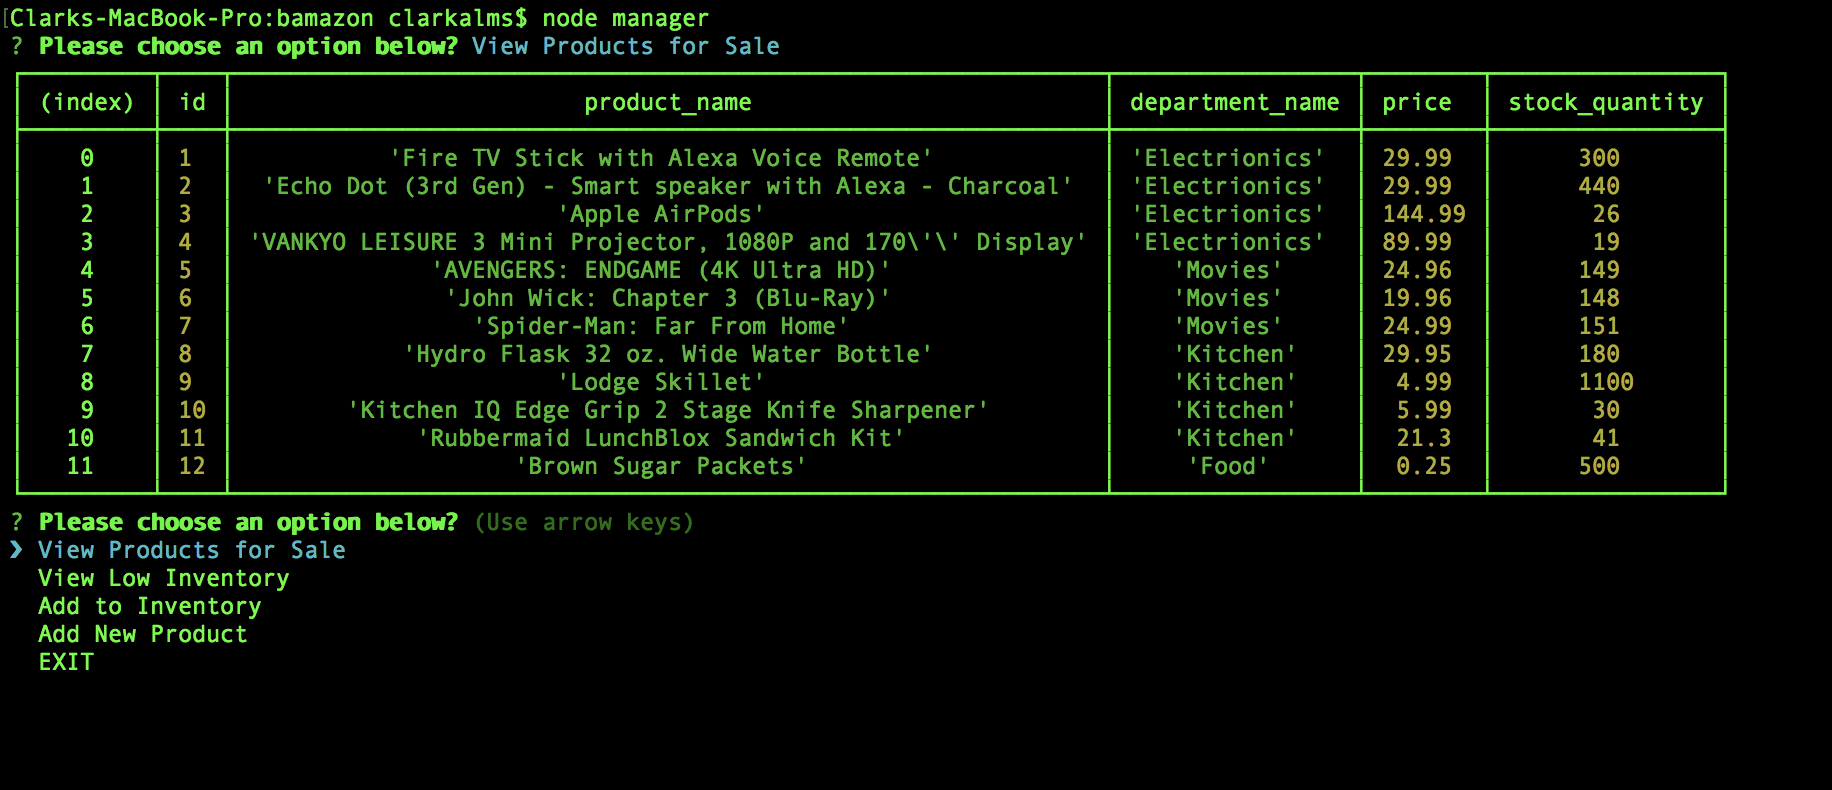 [Clarks-MacBook-Pro:bamazon clarkalms$ node manager
? Please choose an option below? View Products for Sale
(index) id product_name department_name price stock_quantity
0 1 'Fire TV Stick with Alexa Voice Remote' 'Electrionics' 29.99 300
1 2 'Echo Dot (3rd Gen) - Smart speaker with Alexa - Charcoal' 'Electrionics' 29.99 440
2 3 'Apple AirPods' 'Electrionics' 144.99 26
3 4 'VANKYO LEISURE 3 Mini Projector, 1080P and 170\'\' Display' 'Electrionics' 89.99 19
4 5 'AVENGERS: ENDGAME (4K Ultra HD)' 'Movies' 24.96 149
5 6 'John Wick: Chapter 3 (Blu-Ray)' 'Movies' 19.96 148
6 7 'Spider-Man: Far From Home' 'Movies' 24.99 151
7 8 'Hydro Flask 32 oz. Wide Water Bottle' 'Kitchen' 29.95 180
8 9 'Lodge Skillet' 'Kitchen' 4.99 1100
9 10 'Kitchen IQ Edge Grip 2 Stage Knife Sharpener' 'Kitchen' 5.99 30
10 11 'Rubbermaid LunchBlox Sandwich Kit' 'Kitchen' 21.3 41
11 12 'Brown Sugar Packets' 'Food' 0.25 500
? Please choose an option below? (Use arrow keys)
❯ View Products for Sale
View Low Inventory
Add to Inventory
Add New Product
EXIT